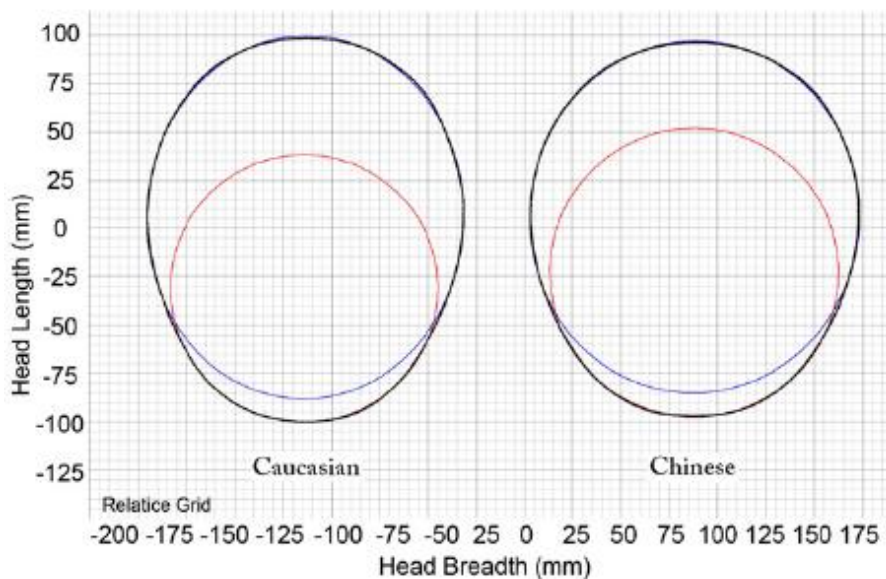 100
75
50
25
0
-25
-50
-75
-100
-125
Head Length (mm)
Caucasian Chinese
Relatice Grid
-200 -175 -150 -125 -100 -75 -50 25 0 25 50 75 100 125 150 175
Head Breadth (mm)